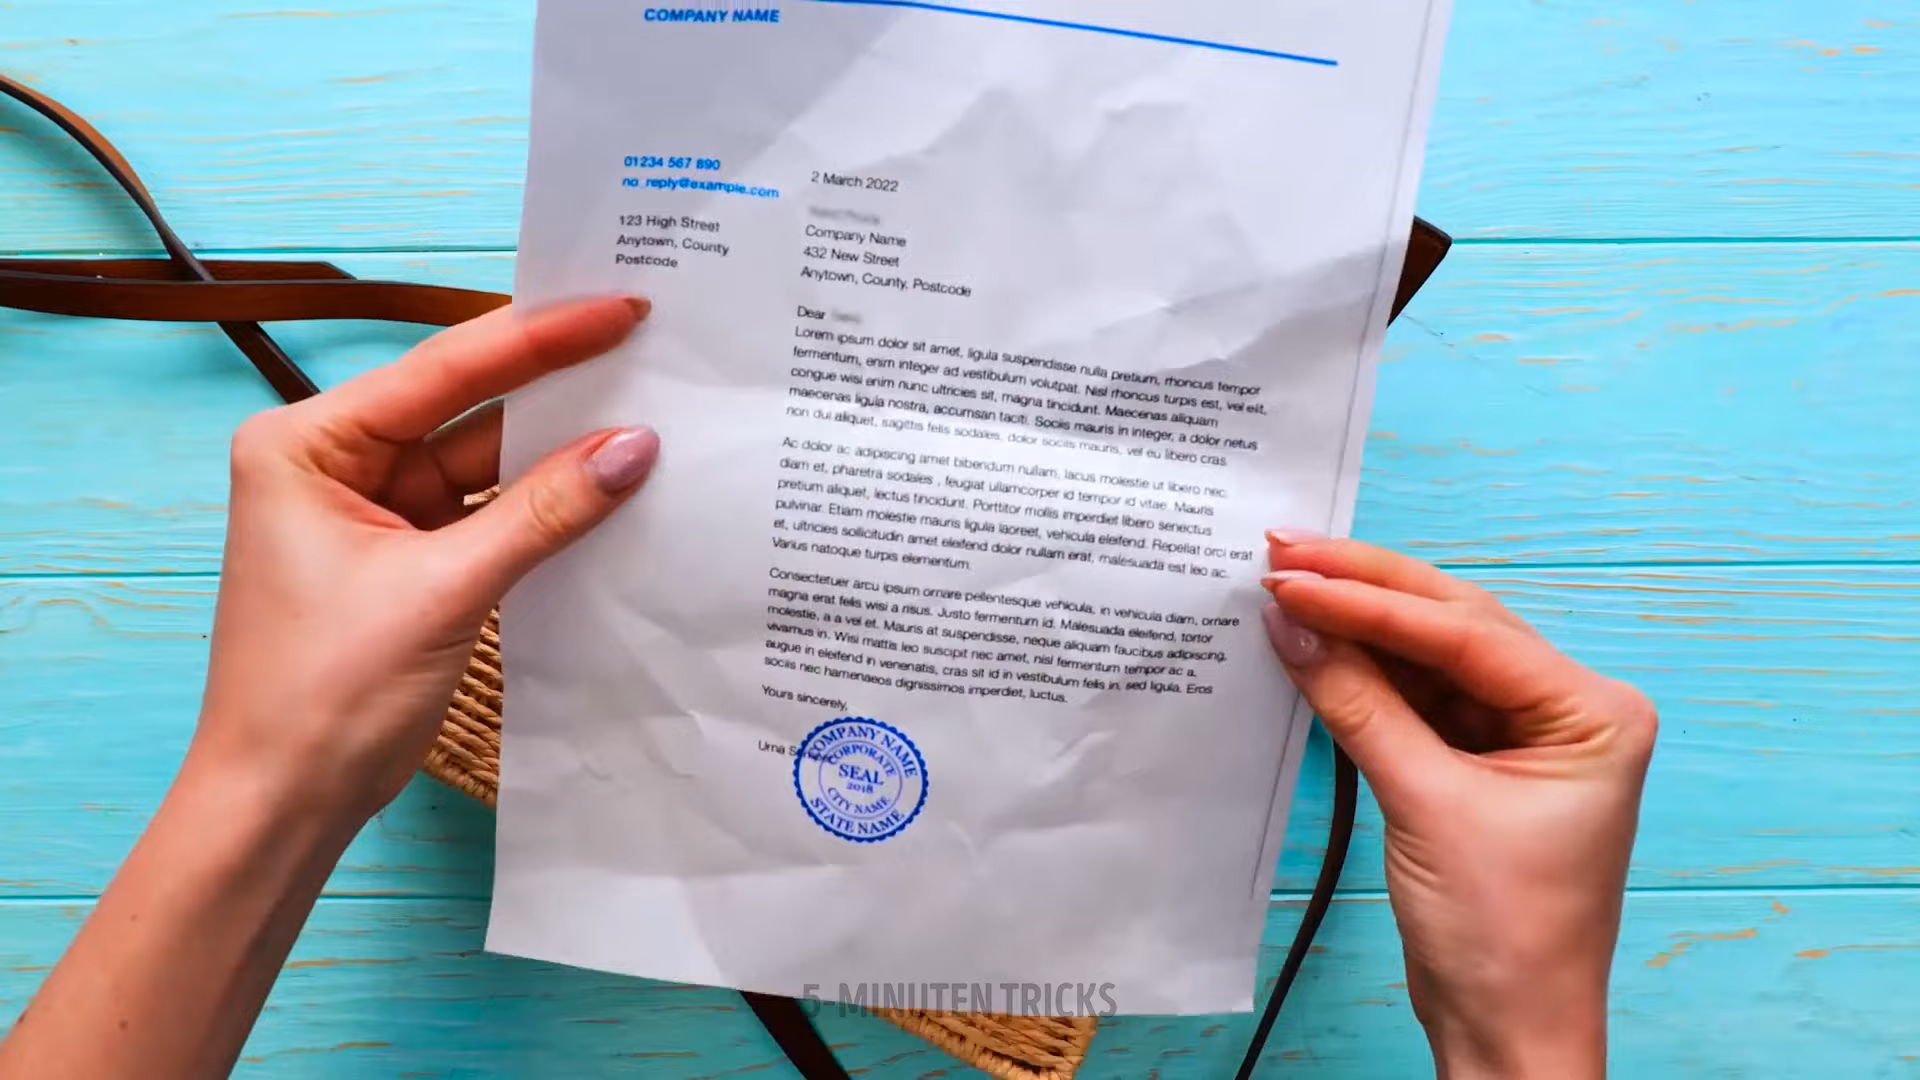 COMPANY NAME
01234 567 890
no_reply@example.com
123 High Street
Anytown, County
Postcode
2 March 2022
Company Name
432 New Street
Anytown, County, Postcode
Dear
Lorem ipsum dolor sit amet, ligula suspendisse nulla pretium, rhoncus tempor
fermentum, enim integer ad vestibulum volutpat. Nisl rhoncus turpis est, vel elit,
congue wisi enim nunc ultricies sit, magna tincidunt. Maecenas aliquam
maecenas ligula nostra, accumsan taciti. Sociis mauris in integer, a dolor netus
non dui aliquet, sagittis felis sodales, dolor sociis mauris, vel eu libero cras.
Ac dolor ac adipiscing amet bibendum nullam, lacus molestie ut libero nec,
diam et, pharetra sodales , feugiat ullamcorper id tempor id vitae. Mauris
pretium aliquet, lectus tincidunt. Porttitor mollis imperdiet libero senectus
pulvinar. Etiam molestie mauris ligula laoreet, vehicula eleifend. Repellat orci erat
et, ultricies sollicitudin amet eleifend dolor nullam erat, malesuada est leo ac.
Varius natoque turpis elementum.
Consectetuer arcu ipsum ornare pellentesque vehicula, in vehicula diam, ornare
magna erat felis wisi a risus. Justo fermentum id. Malesuada eleifend, tortor
molestie, a a vel et. Mauris at suspendisse, neque aliquam faucibus adipiscing,
vivamus in. Wisi mattis leo suscipit nec amet, nisl fermentum tempor ac a,
augue in eleifend in venenatis, cras sit id in vestibulum felis in, sed ligula. Eros
sociis nec hamenaeos dignissimos imperdiet, luctus.
Yours sincerely,
Urna
COMPANY NAME
CORPORATE
SEAL
2018
CITY NAME
STATE NAME
5-MINUTEN TRICKS